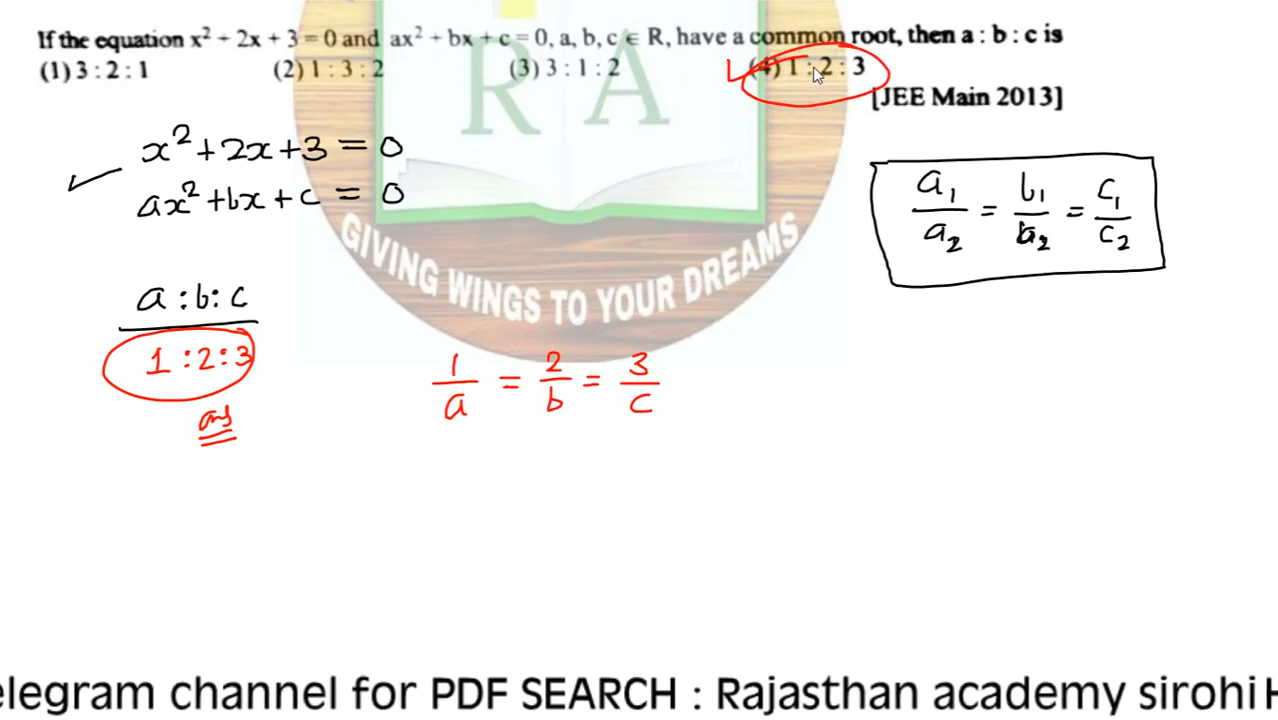 If the equation x² + 2x + 3 = 0 and ax² + bx + c = 0, a, b, c ∈ R, have a common root, then a : b : c is
(1) 3 : 2 : 1 (2) 1 : 3 : 2 (3) 3 : 1 : 2 (4) 1 : 2 : 3
[JEE Main 2013]
RA
GIVING WINGS TO YOUR DREAMS
x² + 2x + 3 = 0
ax² + bx + c = 0
a₁/a₂ = b₁/b₂ = c₁/c₂
a : b : c
1 : 2 : 3
ans
1/a = 2/b = 3/c
elegram channel for PDF SEARCH : Rajasthan academy sirohi H